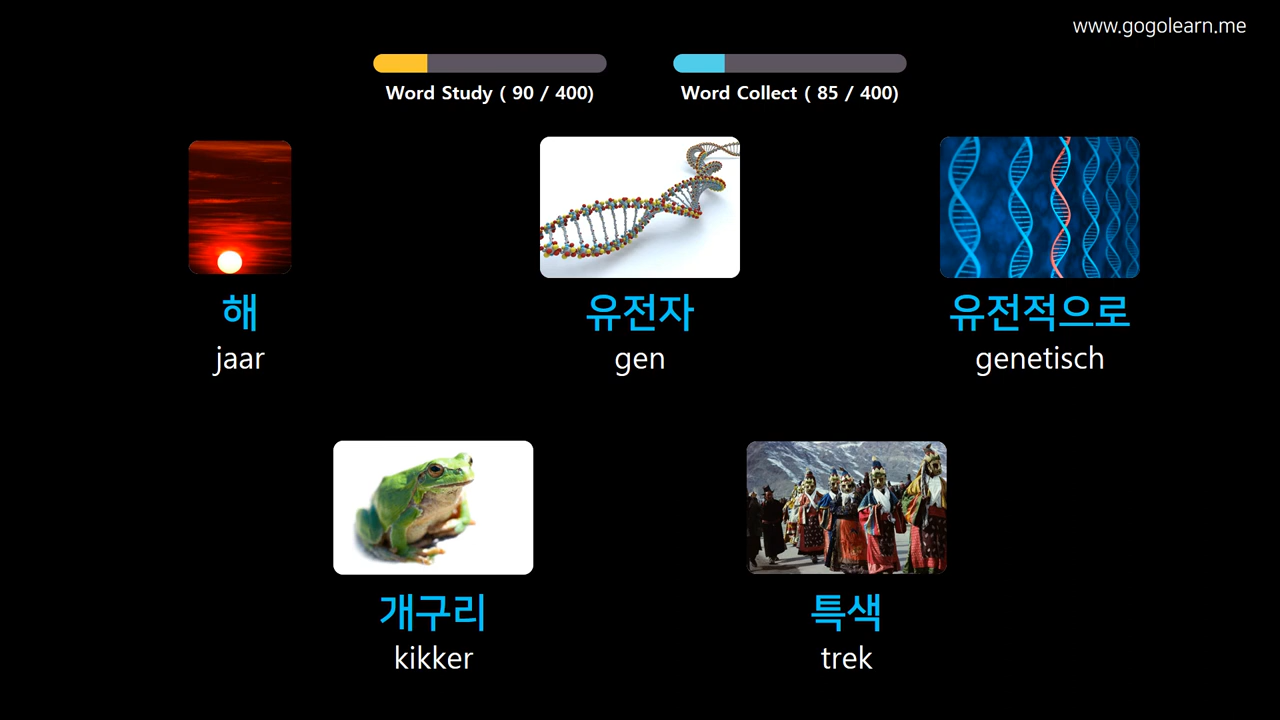 www.gogolearn.me
Word Study ( 90 / 400)
Word Collect ( 85 / 400)
해
jaar
유전자
gen
유전적으로
genetisch
개구리
kikker
특색
trek